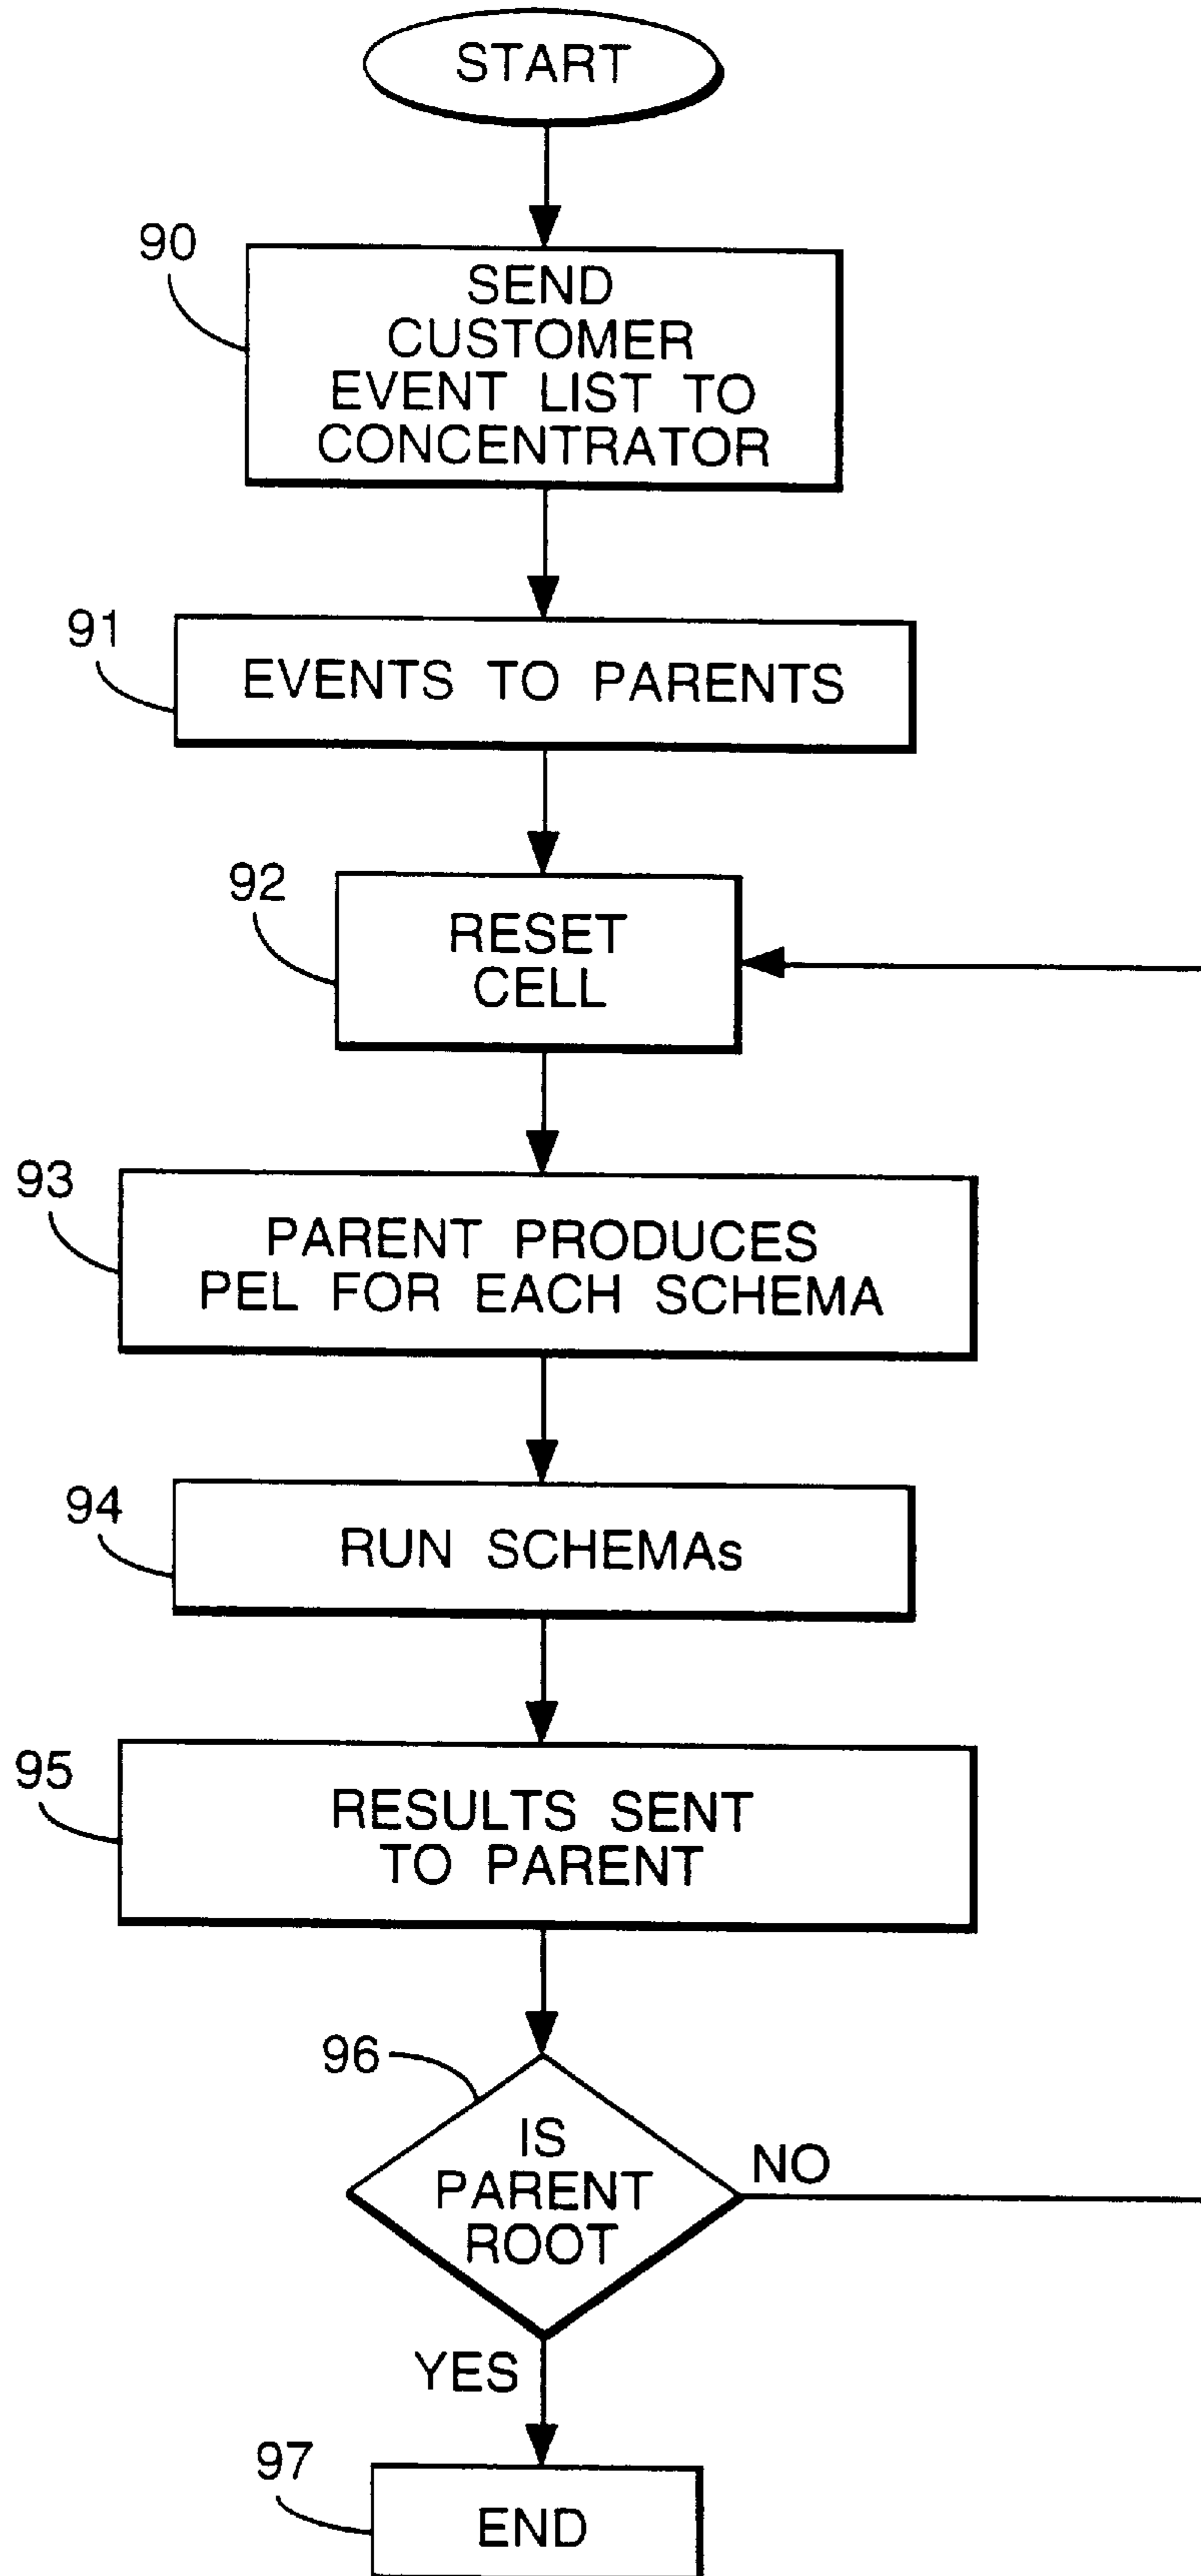 START
90
SEND
CUSTOMER
EVENT LIST TO
CONCENTRATOR
91
EVENTS TO PARENTS
92
RESET
CELL
93
PARENT PRODUCES
PEL FOR EACH SCHEMA
94
RUN SCHEMAs
95
RESULTS SENT
TO PARENT
96
IS
PARENT
ROOT
NO
YES
97
END